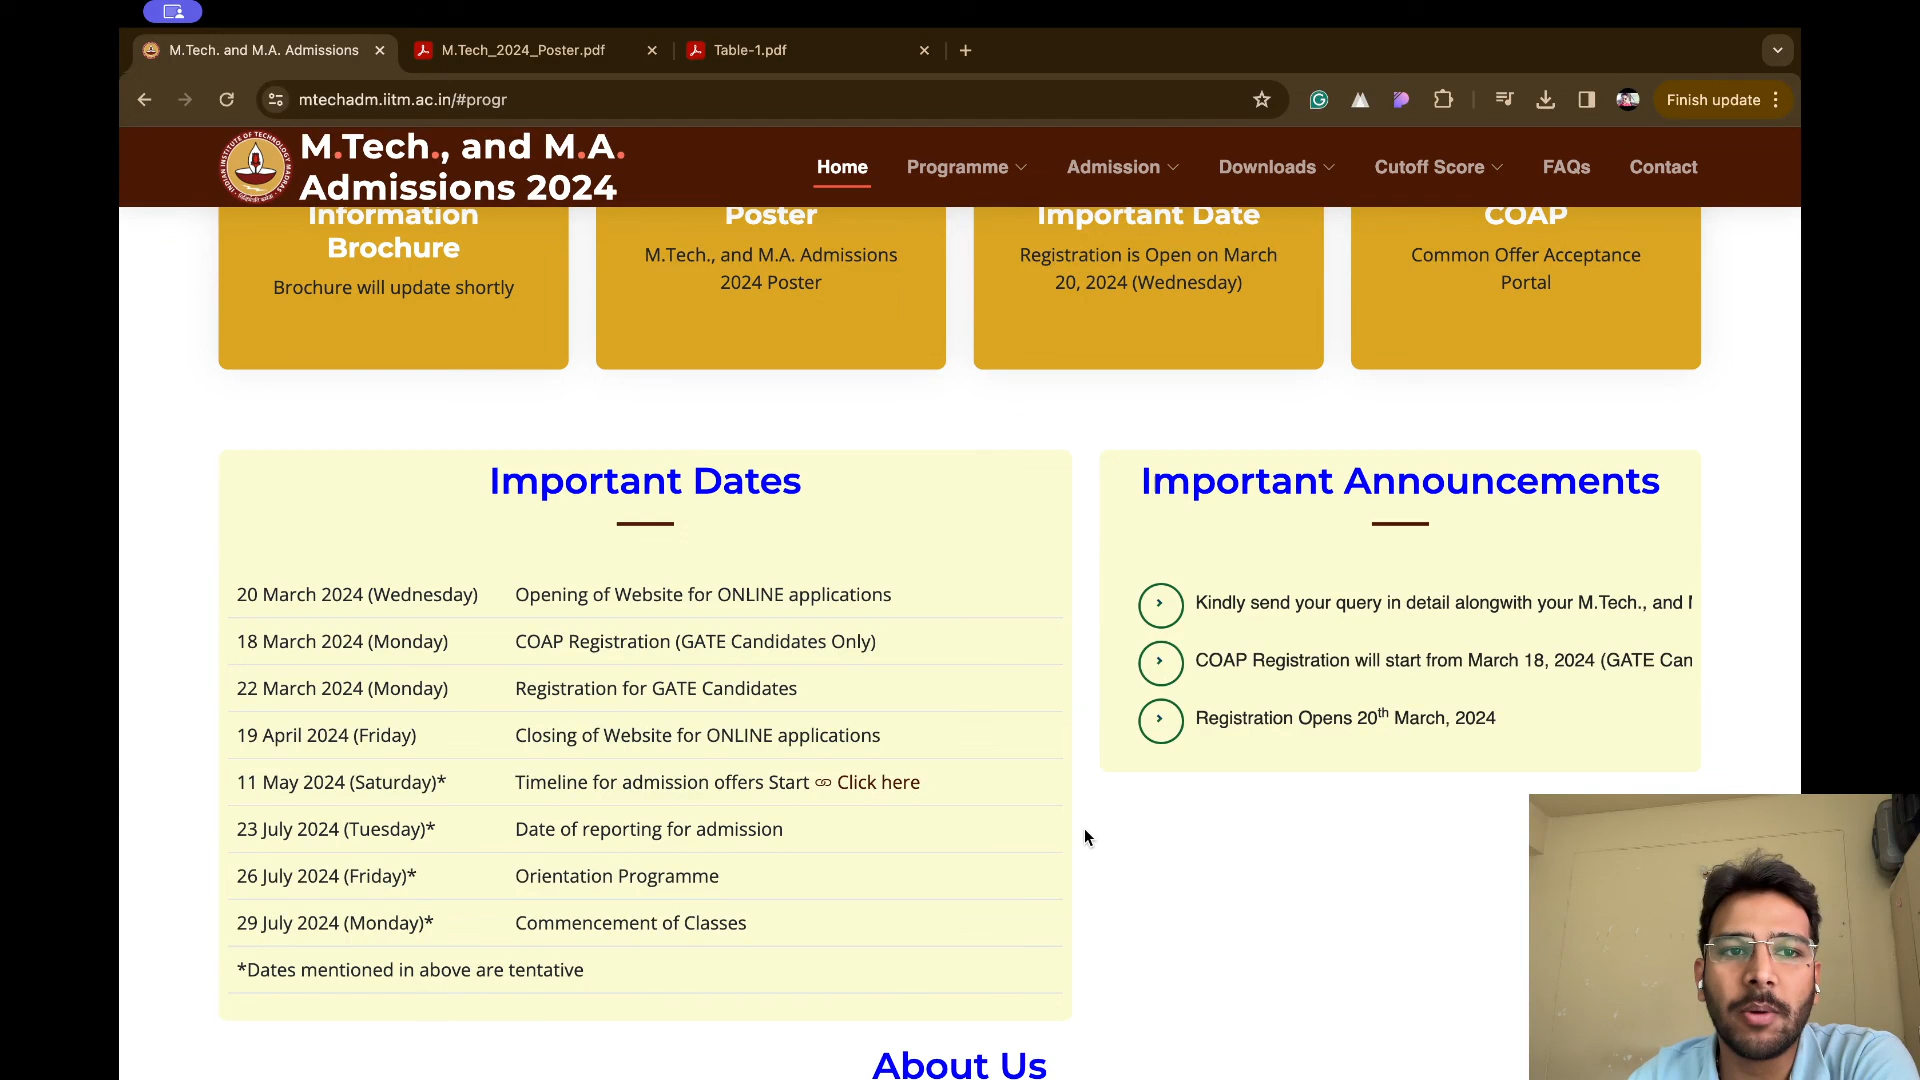 M.Tech. and M.A. Admissions
M.Tech_2024_Poster.pdf
Table-1.pdf
mtechadm.iitm.ac.in/#progr
Finish update
M.Tech., and M.A.
Admissions 2024
Home
Programme
Admission
Downloads
Cutoff Score
FAQs
Contact
Information
Brochure
Brochure will update shortly
Poster
M.Tech., and M.A. Admissions
2024 Poster
Important Date
Registration is Open on March
20, 2024 (Wednesday)
COAP
Common Offer Acceptance
Portal
Important Dates
20 March 2024 (Wednesday) Opening of Website for ONLINE applications
18 March 2024 (Monday) COAP Registration (GATE Candidates Only)
22 March 2024 (Monday) Registration for GATE Candidates
19 April 2024 (Friday) Closing of Website for ONLINE applications
11 May 2024 (Saturday)* Timeline for admission offers Start Click here
23 July 2024 (Tuesday)* Date of reporting for admission
26 July 2024 (Friday)* Orientation Programme
29 July 2024 (Monday)* Commencement of Classes
*Dates mentioned in above are tentative
Important Announcements
Kindly send your query in detail alongwith your M.Tech., and
COAP Registration will start from March 18, 2024 (GATE Can
Registration Opens 20th March, 2024
About Us